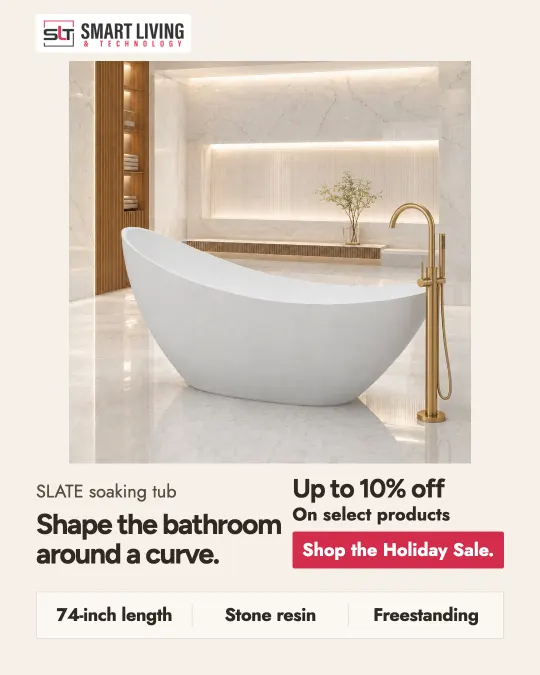 SLT SMART LIVING
& TECHNOLOGY
SLATE soaking tub
Shape the bathroom
around a curve.
Up to 10% off
On select products
Shop the Holiday Sale.
74-inch length
Stone resin
Freestanding